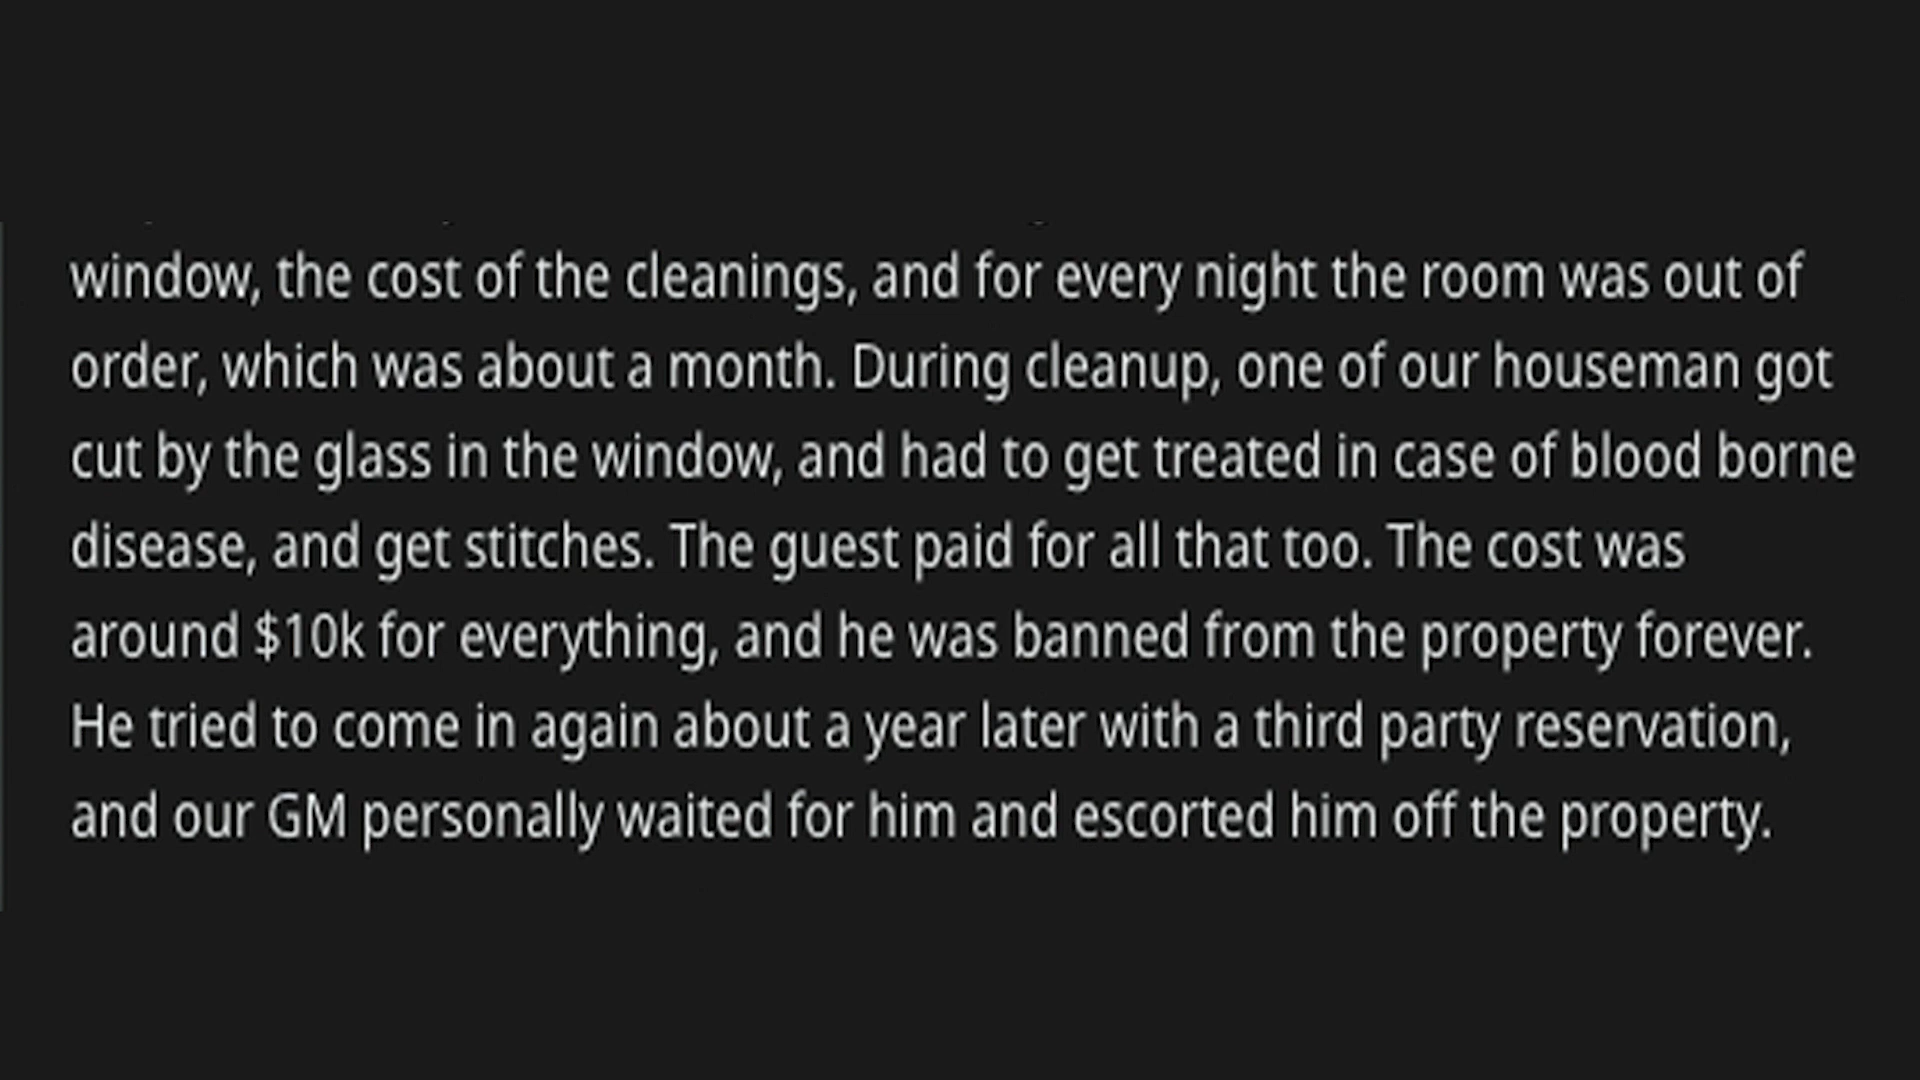 window, the cost of the cleanings, and for every night the room was out of
order, which was about a month. During cleanup, one of our houseman got
cut by the glass in the window, and had to get treated in case of blood borne
disease, and get stitches. The guest paid for all that too. The cost was
around $10k for everything, and he was banned from the property forever.
He tried to come in again about a year later with a third party reservation,
and our GM personally waited for him and escorted him off the property.